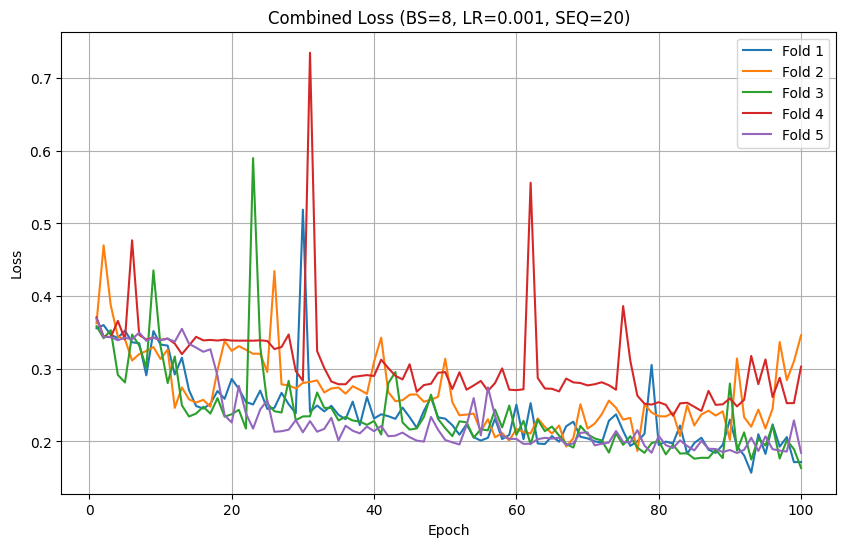 Combined Loss (BS=8, LR=0.001, SEQ=20)
Loss
0.7
0.6
0.5
0.4
0.3
0.2
Fold 1
Fold 2
Fold 3
Fold 4
Fold 5
0 20 40 60 80 100
Epoch